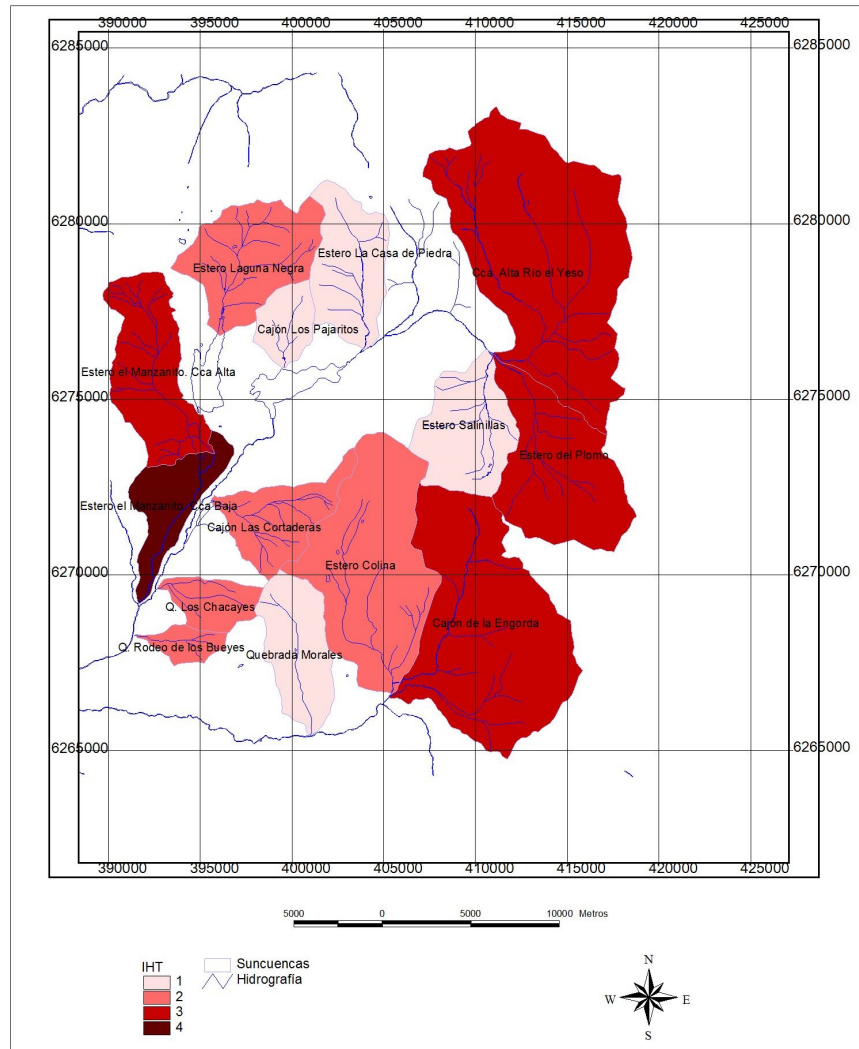 390000 395000 400000 405000 410000 415000 420000 425000
6285000 6285000
6280000 6280000
Estero La Casa de Piedra
Estero Laguna Negra
Cca. Alta Río el Yeso
Cajón Los Pajaritos
Estero el Manzanito. Cca Alta
6275000 6275000
Estero Salinillas
Estero del Plomo
Estero el Manzanito. Cca Baja
Cajón Las Cortaderas
6270000 6270000
Estero Colina
Q. Los Chacayes
Cajón de la Engorda
Q. Rodeo de los Bueyes
Quebrada Morales
6265000 6265000
390000 395000 400000 405000 410000 415000 420000 425000
5000 0 5000 10000 Metros
IHT
1
2
3
4
Suncuencas
Hidrografía
N
W E
S